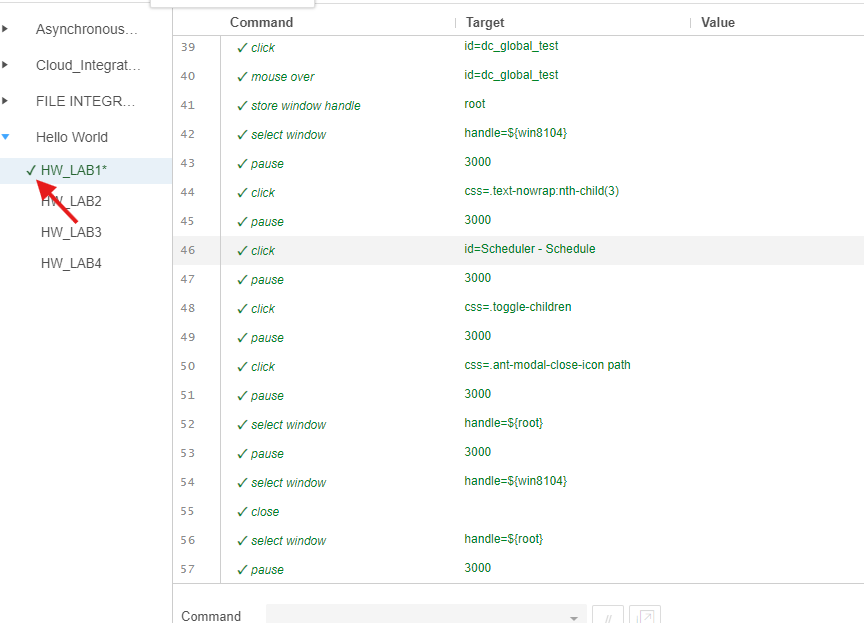 Asynchronous...
Cloud_Integrat...
FILE INTEGR...
Hello World
✓ HW_LAB1*
HW_LAB2
HW_LAB3
HW_LAB4
Command Target Value
39 ✓ click id=dc_global_test
40 ✓ mouse over id=dc_global_test
41 ✓ store window handle root
42 ✓ select window handle=${win8104}
43 ✓ pause 3000
44 ✓ click css=.text-nowrap:nth-child(3)
45 ✓ pause 3000
46 ✓ click id=Scheduler - Schedule
47 ✓ pause 3000
48 ✓ click css=.toggle-children
49 ✓ pause 3000
50 ✓ click css=.ant-modal-close-icon path
51 ✓ pause 3000
52 ✓ select window handle=${root}
53 ✓ pause 3000
54 ✓ select window handle=${win8104}
55 ✓ close
56 ✓ select window handle=${root}
57 ✓ pause 3000
Command //